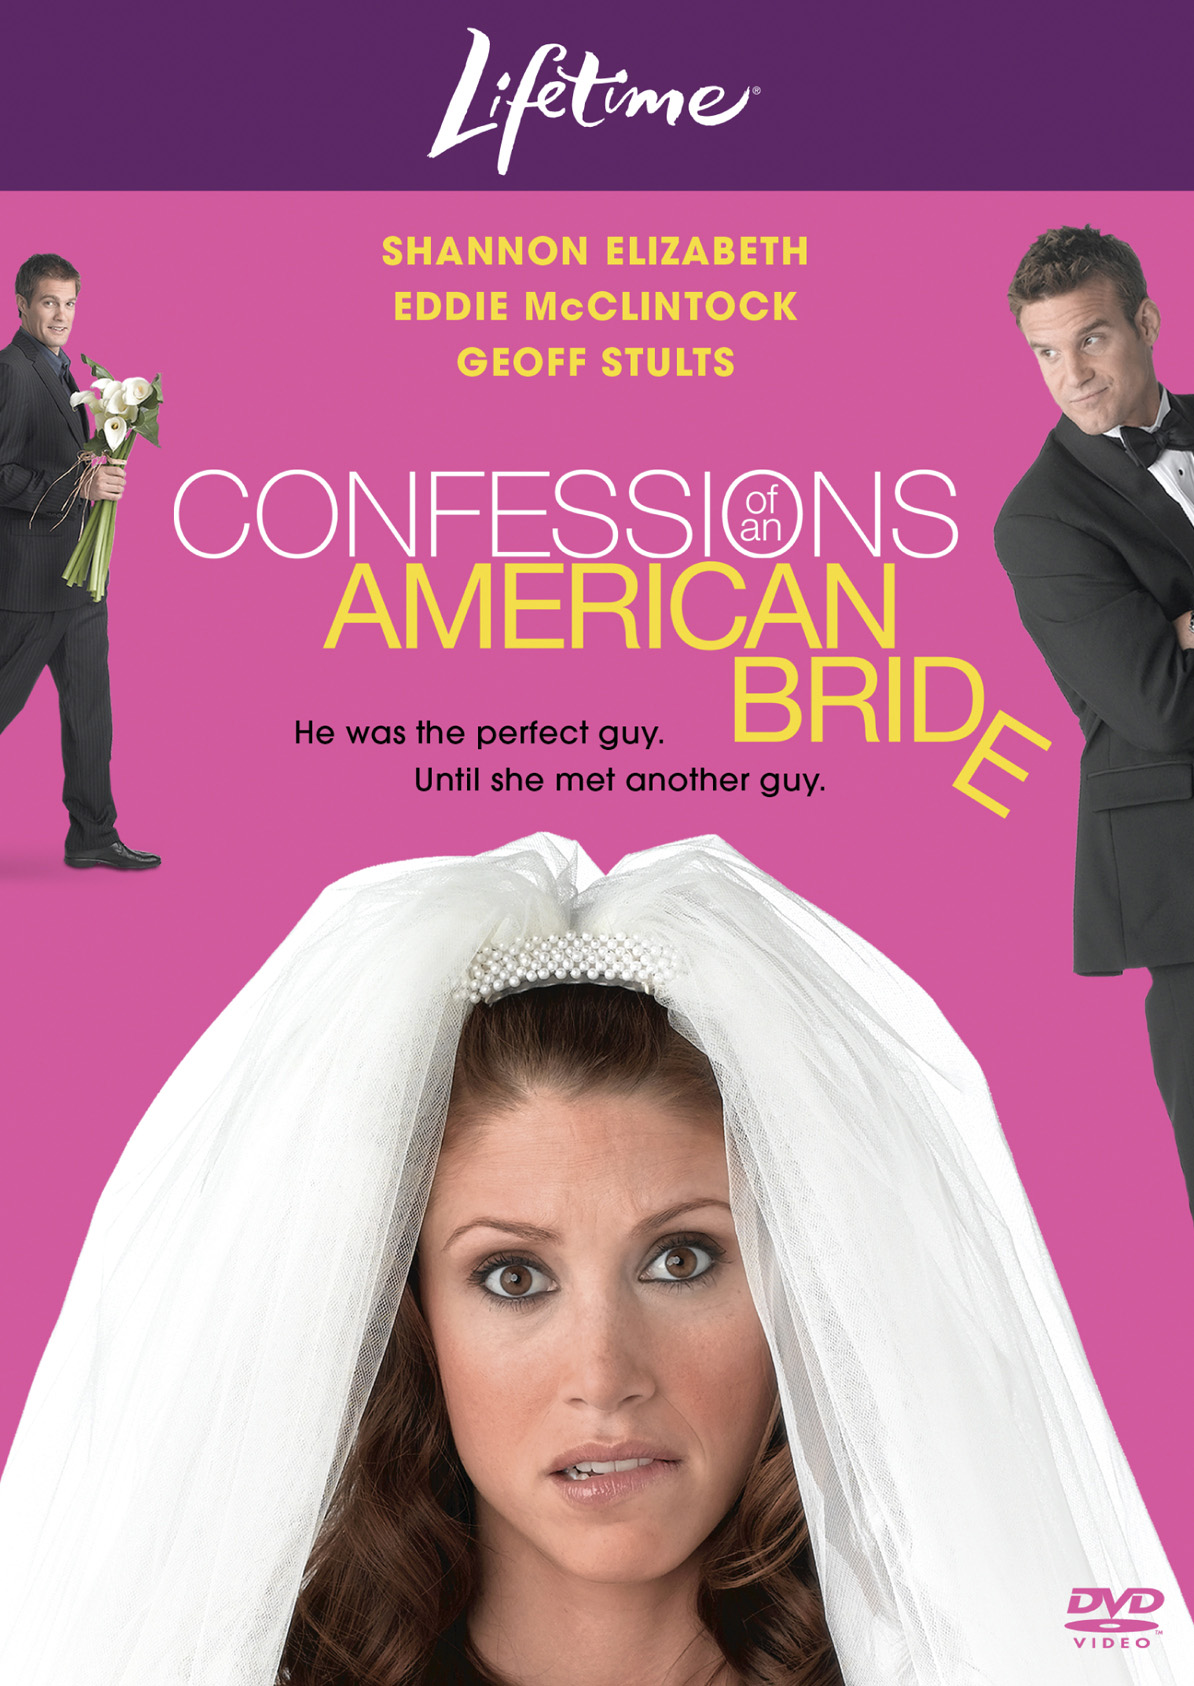 Lifetime®
SHANNON ELIZABETH
EDDIE McCLINTOCK
GEOFF STULTS
CONFESSIONS
of
an
AMERICAN
BRIDE
He was the perfect guy.
Until she met another guy.
DVD
VIDEO™